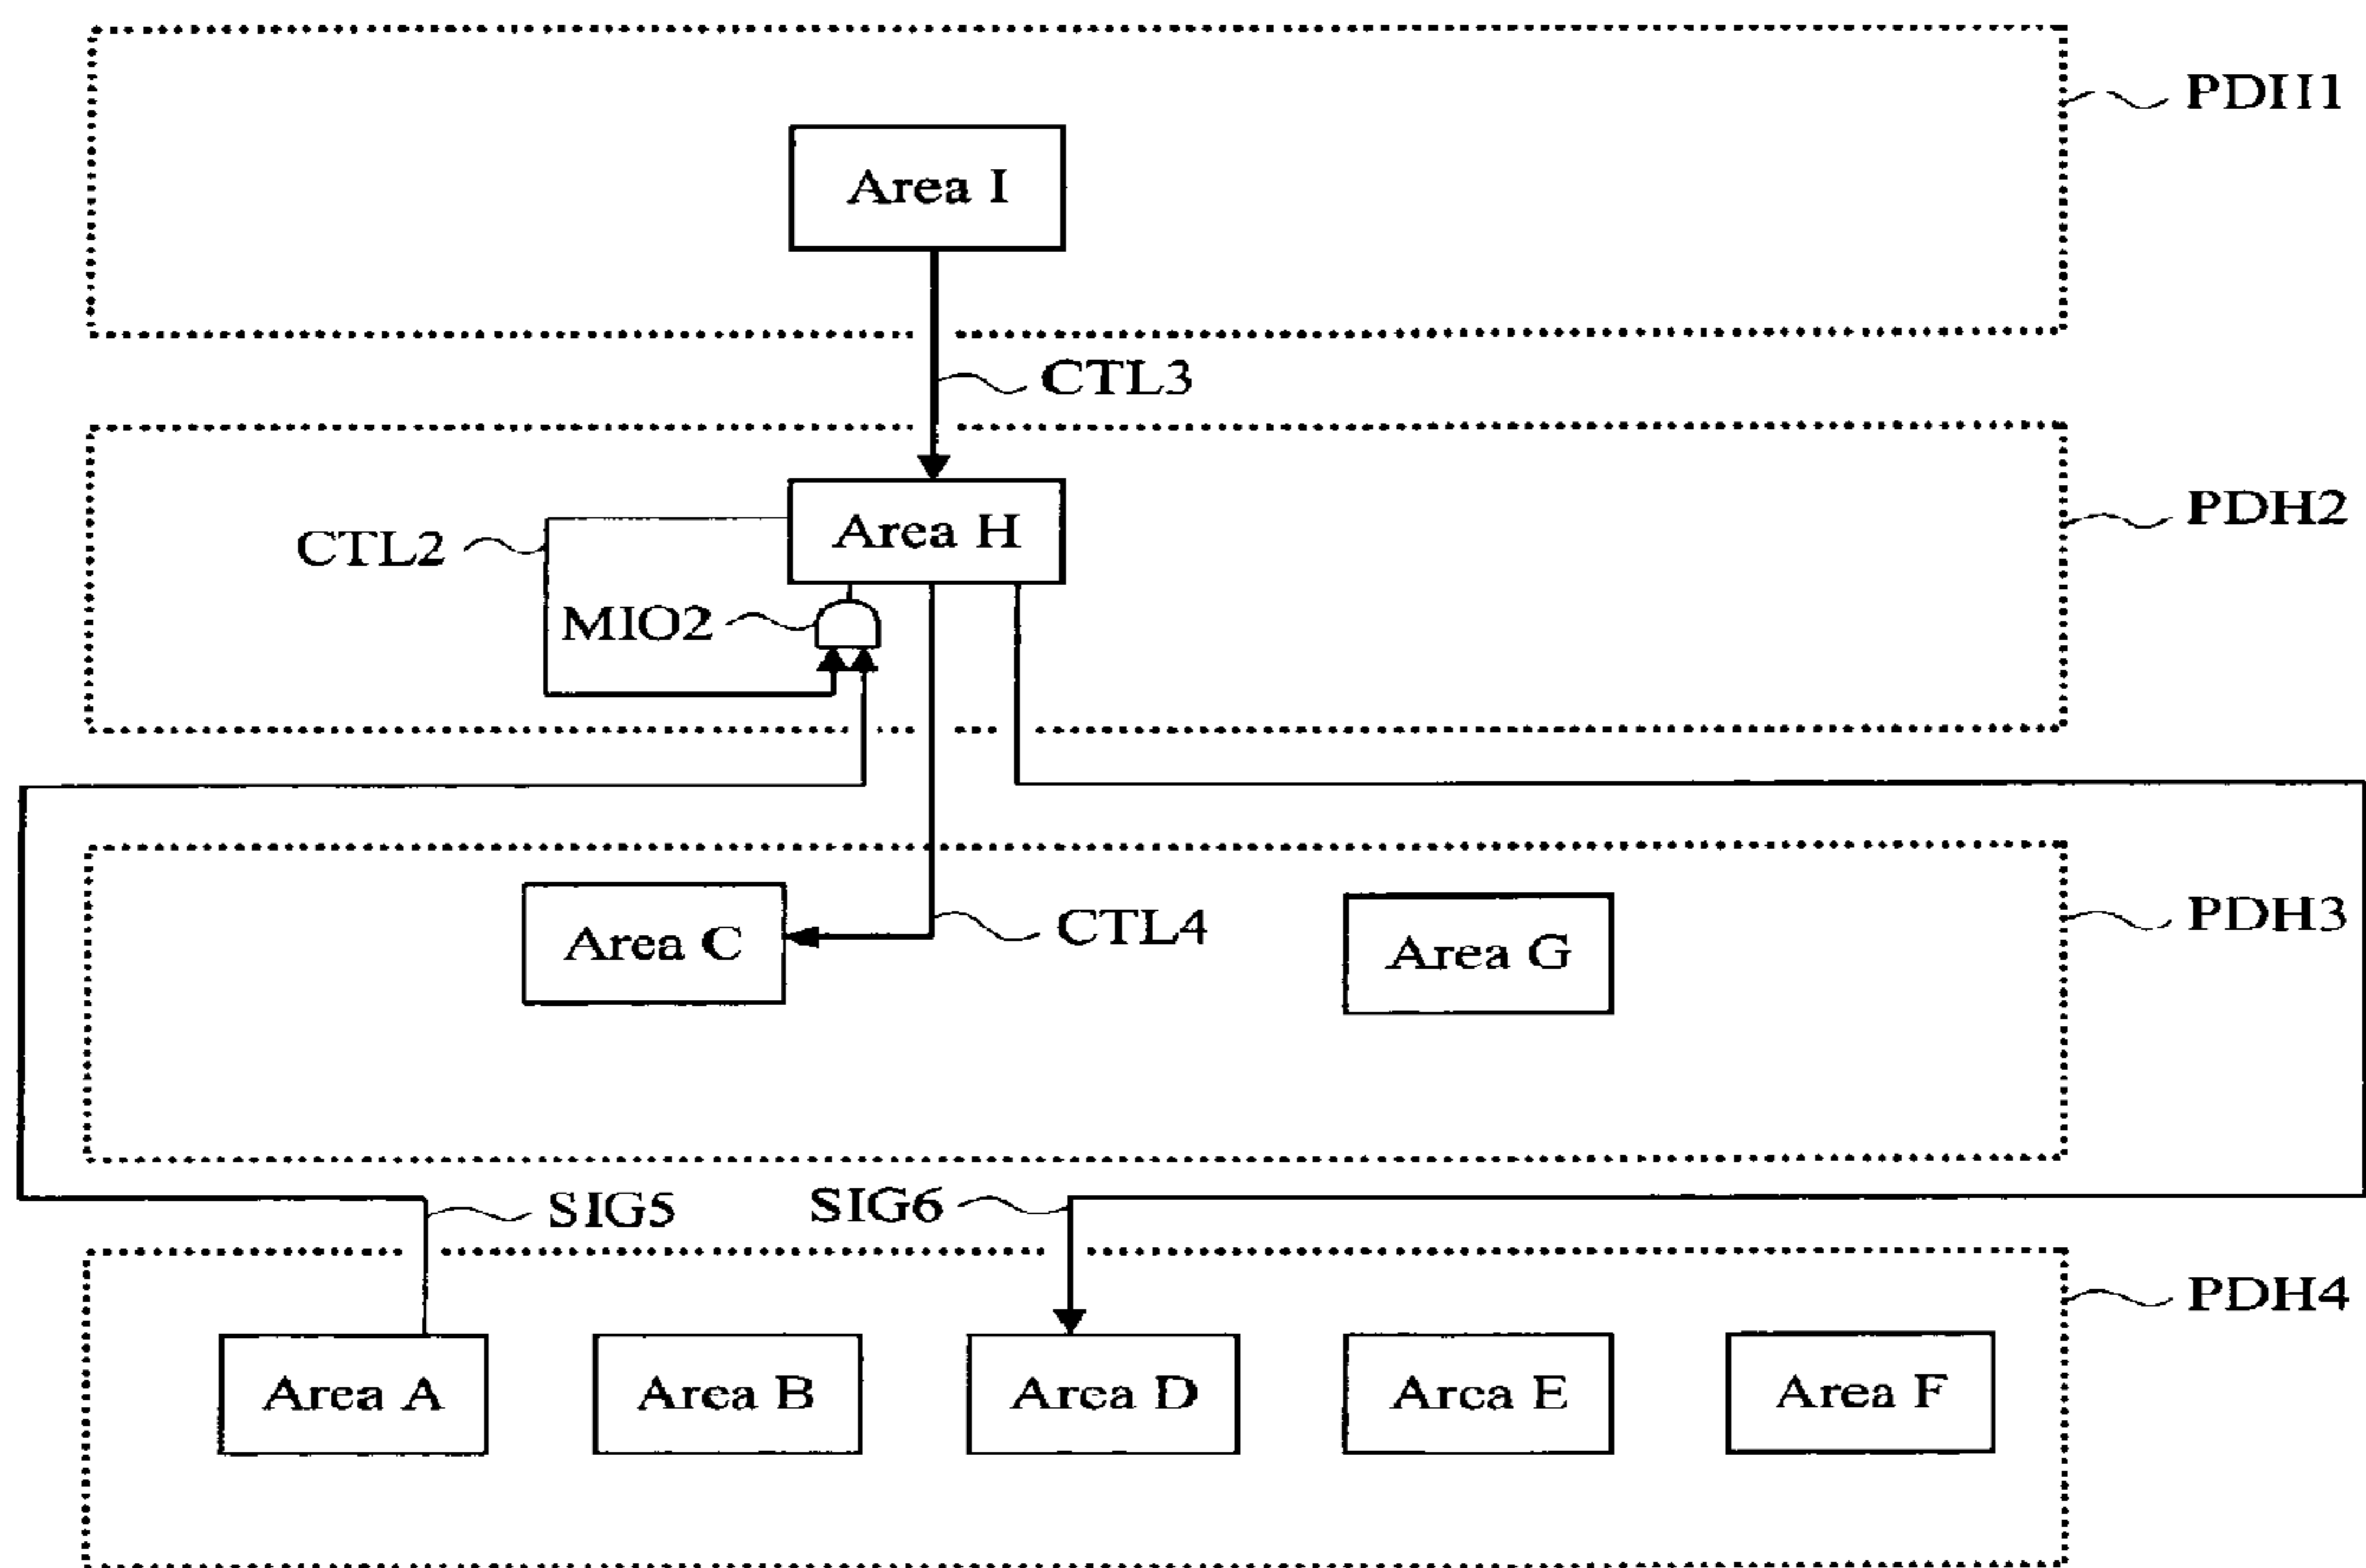 PDH1
Area I
CTL3
Area H
PDH2
CTL2
MIO2
Area C
CTL4
Area G
PDH3
SIG5
SIG6
Area A
Area B
Area D
Area E
Area F
PDH4